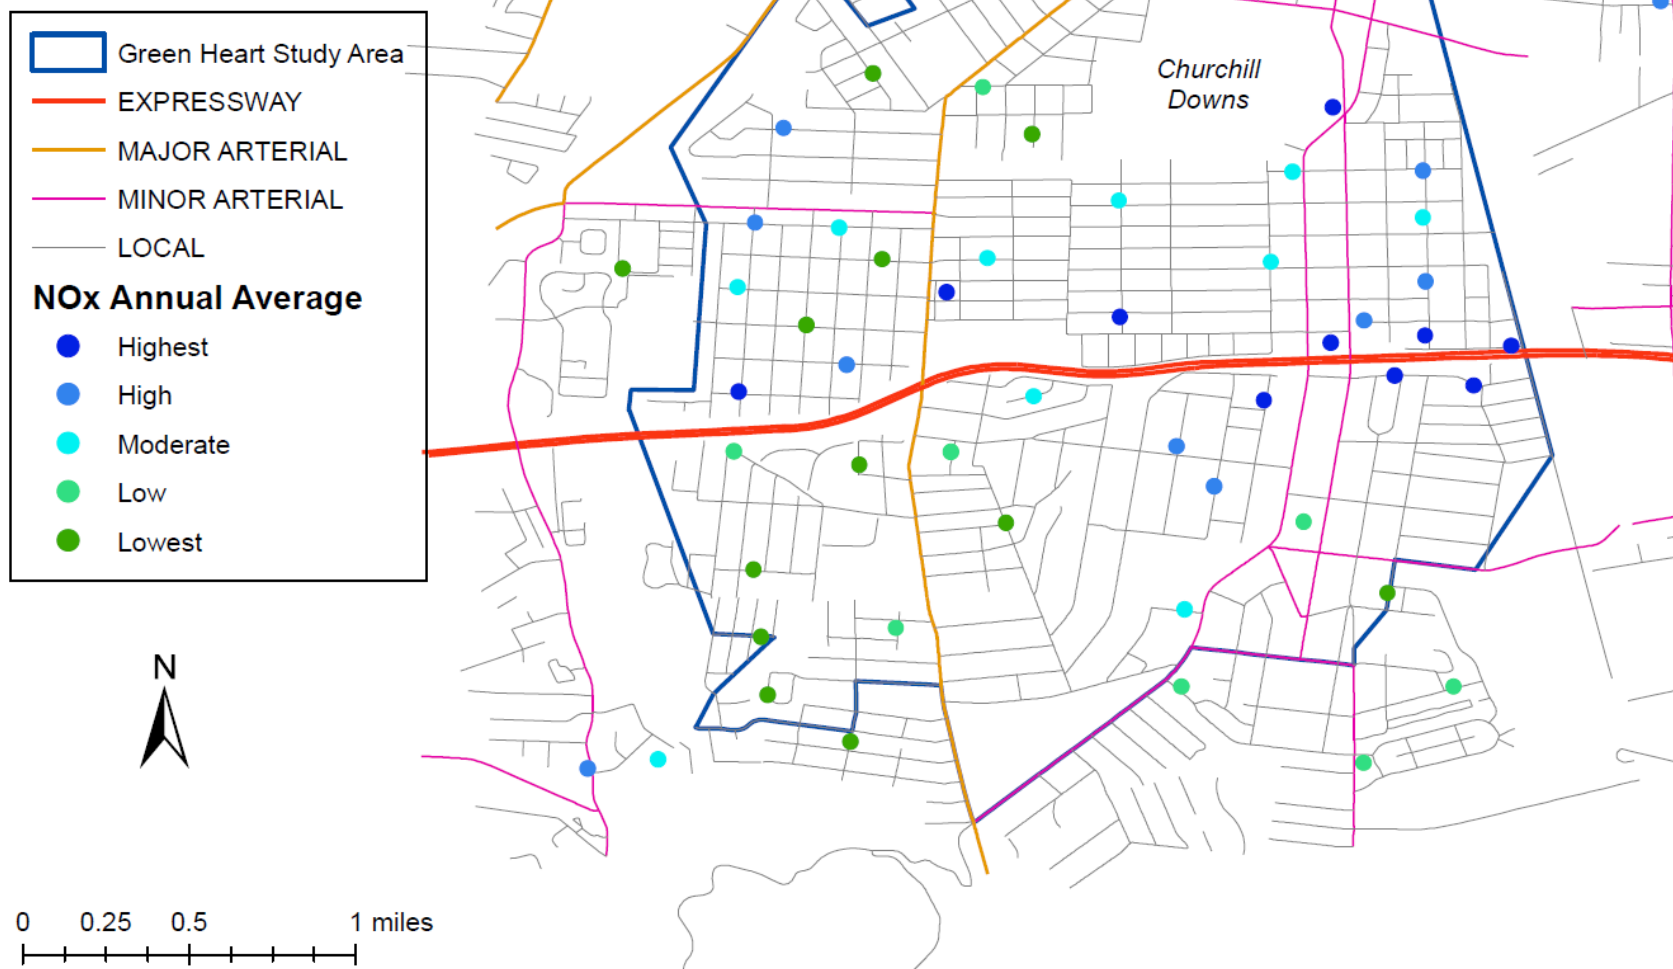 Green Heart Study Area
EXPRESSWAY
MAJOR ARTERIAL
MINOR ARTERIAL
LOCAL
NOx Annual Average
Highest
High
Moderate
Low
Lowest
Churchill
Downs
N
0 0.25 0.5 1 miles